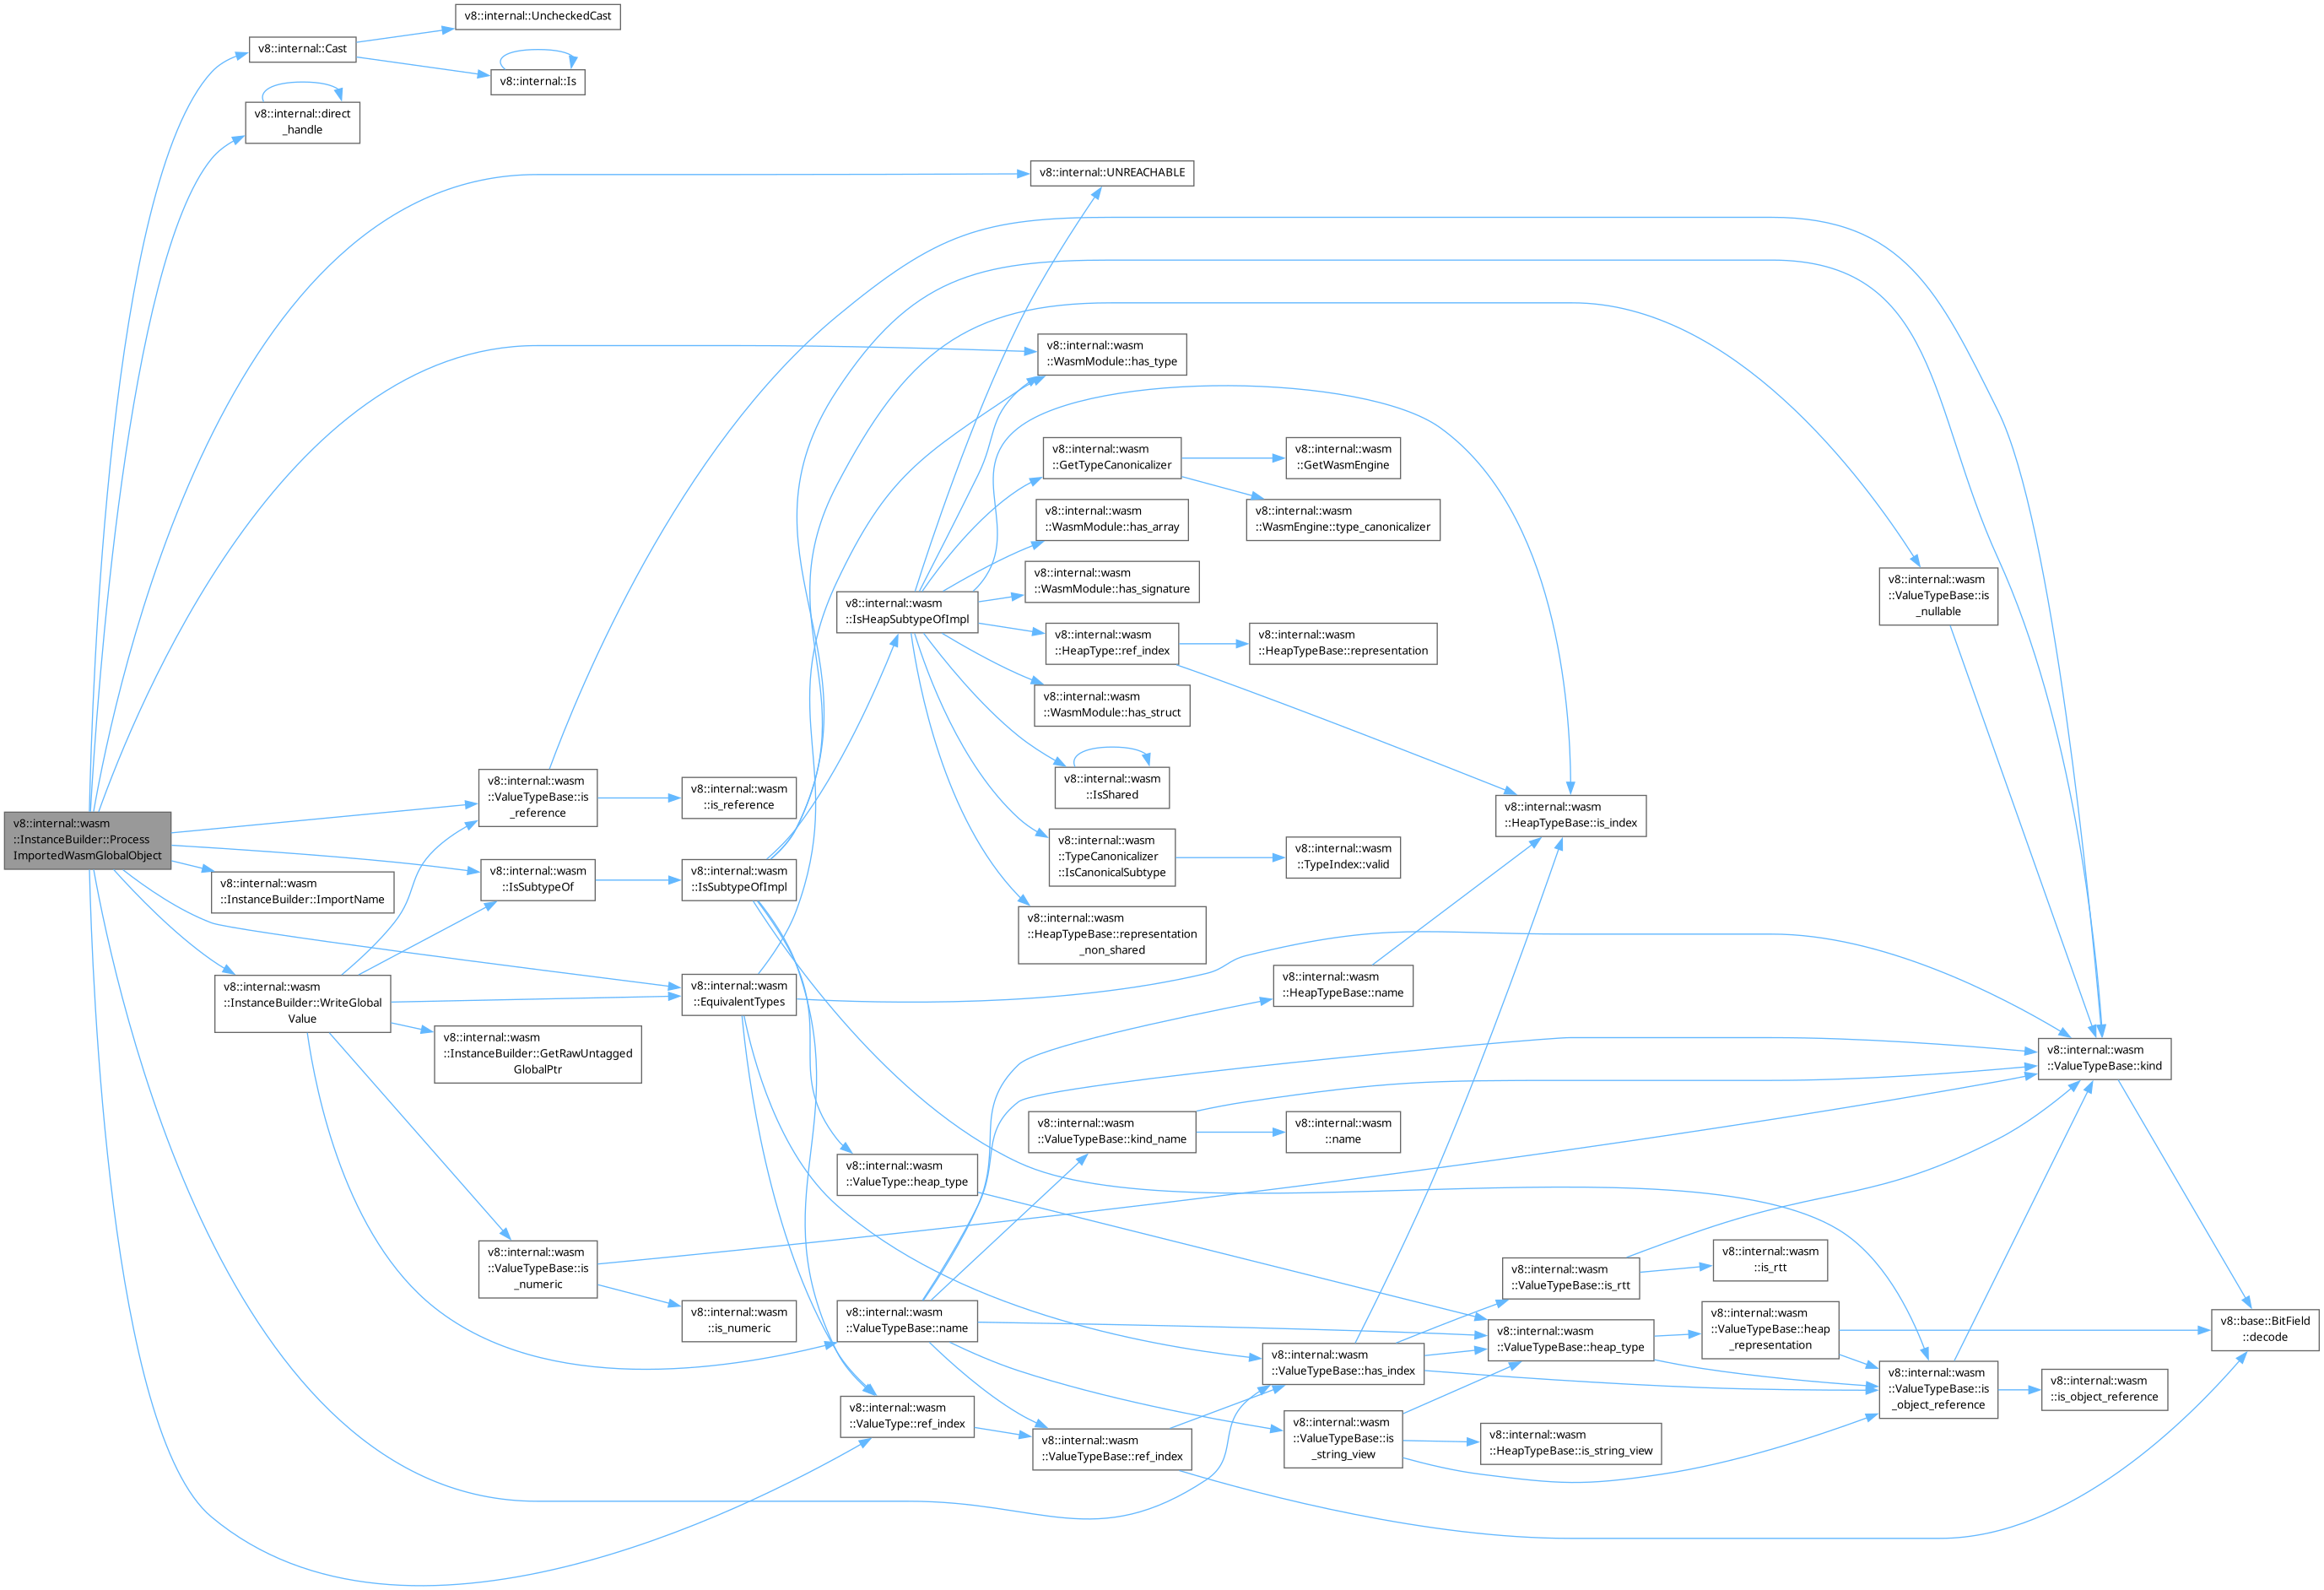 v8::internal::UncheckedCast
v8::internal::Cast
v8::internal::Is
v8::internal::direct
_handle
v8::internal::UNREACHABLE
v8::internal::wasm
::WasmModule::has_type
v8::internal::wasm
::GetTypeCanonicalizer
v8::internal::wasm
::GetWasmEngine
v8::internal::wasm
::WasmModule::has_array
v8::internal::wasm
::WasmEngine::type_canonicalizer
v8::internal::wasm
::WasmModule::has_signature
v8::internal::wasm
::ValueTypeBase::is
_nullable
v8::internal::wasm
::IsHeapSubtypeOfImpl
v8::internal::wasm
::HeapType::ref_index
v8::internal::wasm
::HeapTypeBase::representation
v8::internal::wasm
::WasmModule::has_struct
v8::internal::wasm
::IsShared
v8::internal::wasm
::ValueTypeBase::is
_reference
v8::internal::wasm
::is_reference
v8::internal::wasm
::HeapTypeBase::is_index
v8::internal::wasm
::InstanceBuilder::Process
ImportedWasmGlobalObject
v8::internal::wasm
::TypeCanonicalizer
::IsCanonicalSubtype
v8::internal::wasm
::TypeIndex::valid
v8::internal::wasm
::InstanceBuilder::ImportName
v8::internal::wasm
::IsSubtypeOf
v8::internal::wasm
::IsSubtypeOfImpl
v8::internal::wasm
::HeapTypeBase::representation
_non_shared
v8::internal::wasm
::InstanceBuilder::WriteGlobal
Value
v8::internal::wasm
::EquivalentTypes
v8::internal::wasm
::HeapTypeBase::name
v8::internal::wasm
::InstanceBuilder::GetRawUntagged
GlobalPtr
v8::internal::wasm
::ValueTypeBase::kind
v8::internal::wasm
::ValueTypeBase::kind_name
v8::internal::wasm
::name
v8::internal::wasm
::ValueType::heap_type
v8::internal::wasm
::ValueTypeBase::is
_numeric
v8::internal::wasm
::is_numeric
v8::internal::wasm
::ValueTypeBase::is_rtt
v8::internal::wasm
::is_rtt
v8::internal::wasm
::ValueTypeBase::name
v8::internal::wasm
::ValueTypeBase::has_index
v8::internal::wasm
::ValueTypeBase::heap_type
v8::internal::wasm
::ValueTypeBase::heap
_representation
v8::base::BitField
::decode
v8::internal::wasm
::ValueTypeBase::is
_object_reference
v8::internal::wasm
::is_object_reference
v8::internal::wasm
::ValueType::ref_index
v8::internal::wasm
::ValueTypeBase::ref_index
v8::internal::wasm
::ValueTypeBase::is
_string_view
v8::internal::wasm
::HeapTypeBase::is_string_view